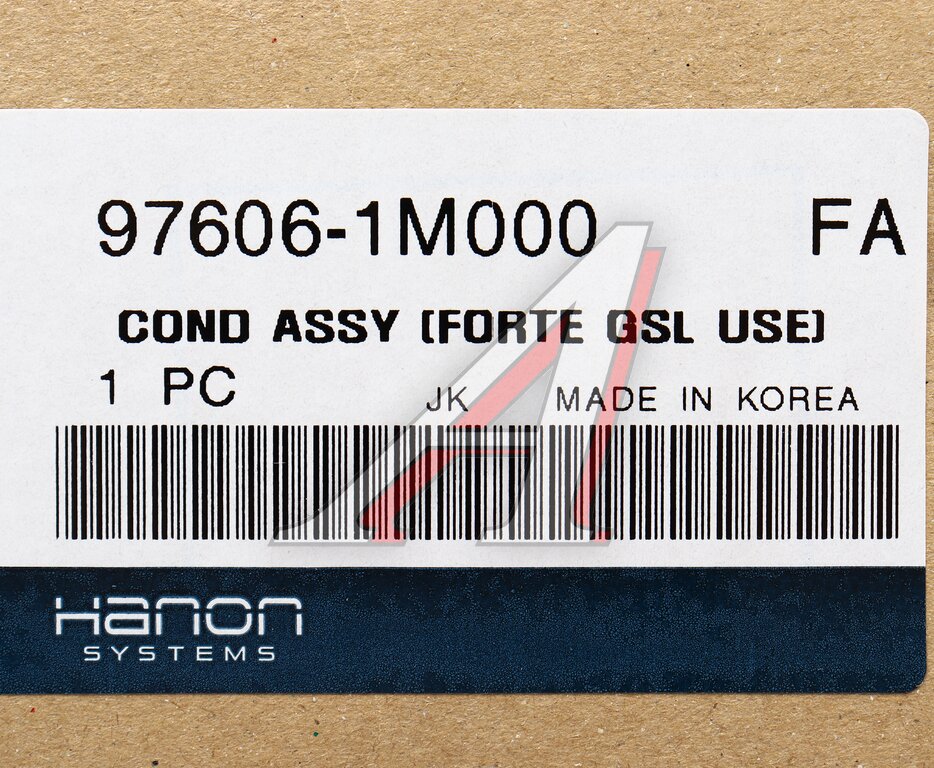 97606-1M000 FA
COND ASSY (FORTE GSL USE)
1 PC JK MADE IN KOREA
Hanon
SYSTEMS